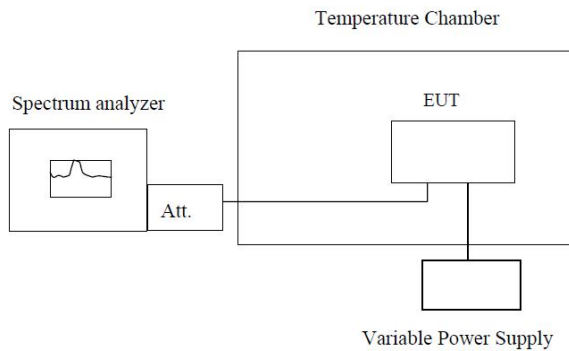 Temperature Chamber
Spectrum analyzer
EUT
Att.
Variable Power Supply